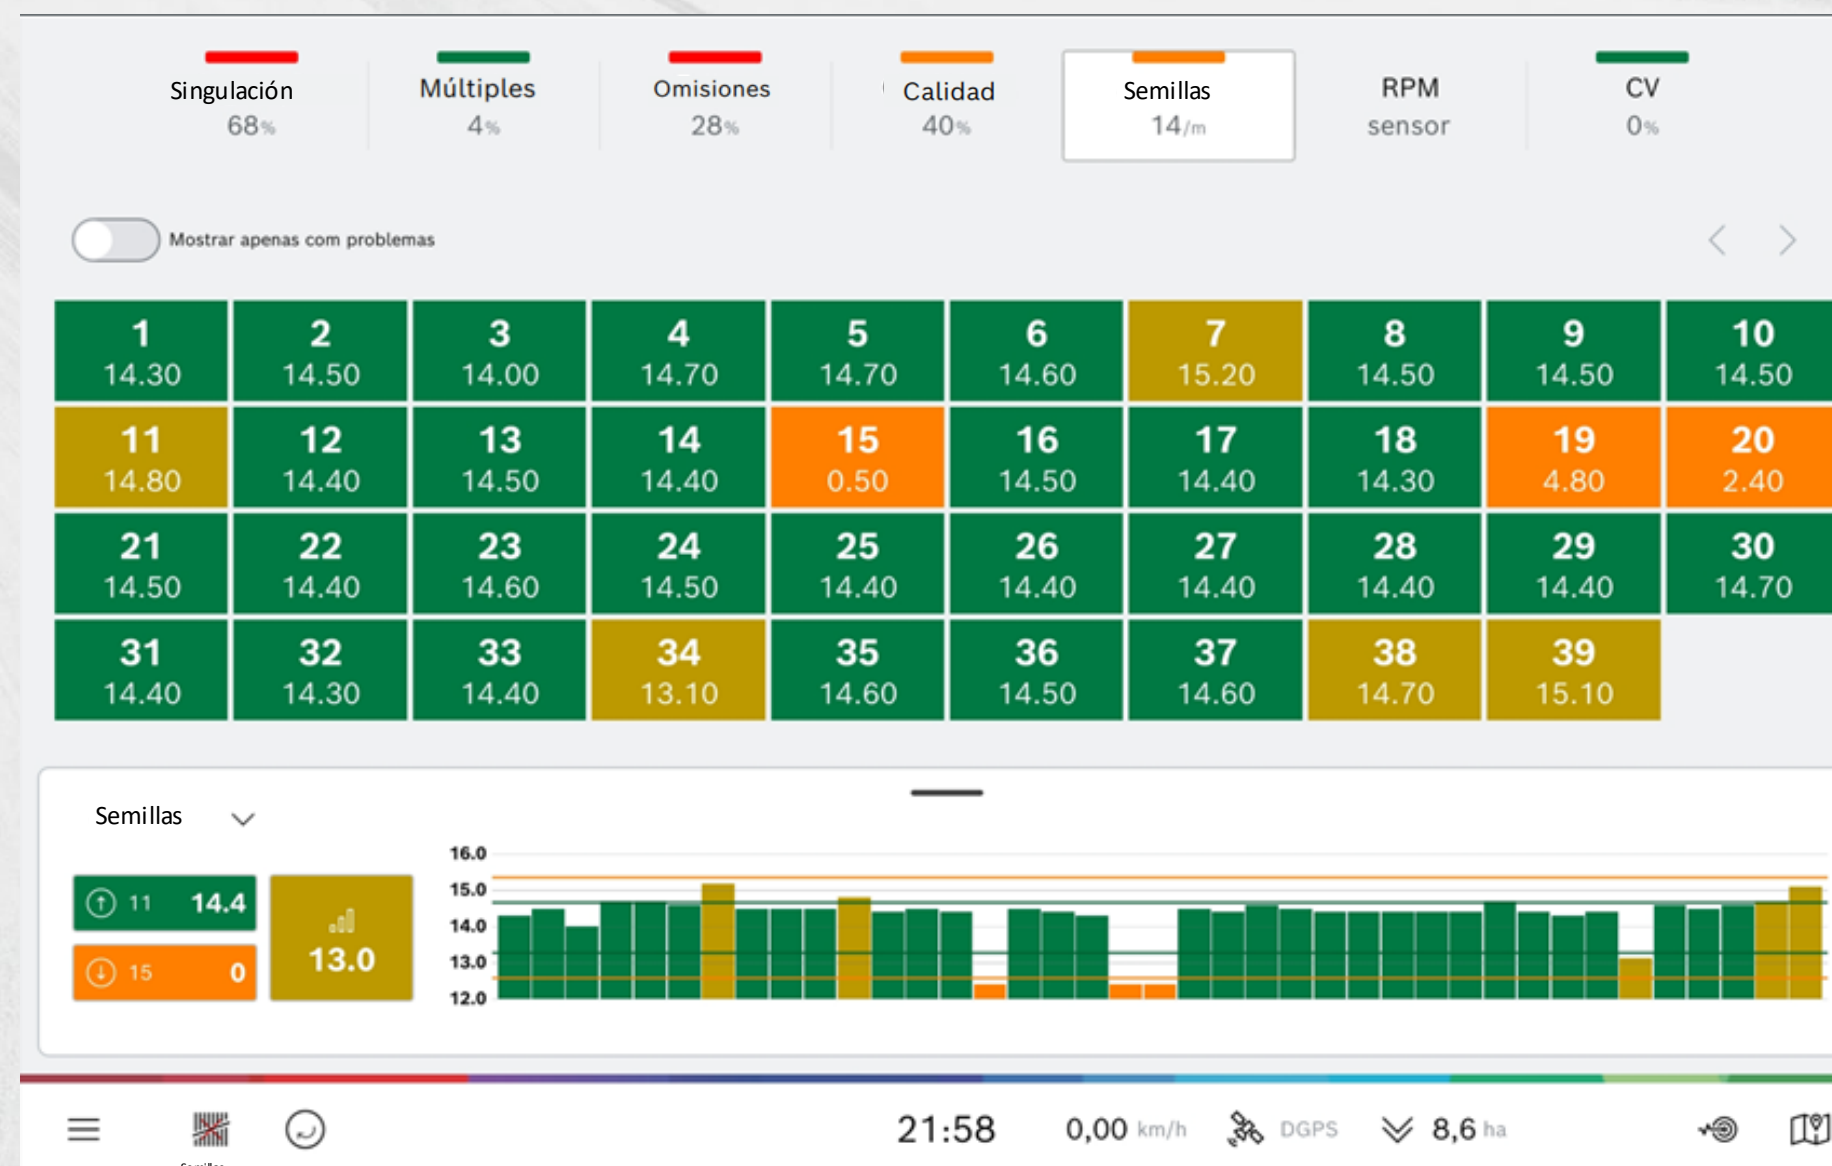 Singulación Múltiples Omisiones Calidad Semillas RPM CV
68% 4% 28% 40% 14/m sensor 0%
Mostrar apenas com problemas
1 2 3 4 5 6 7 8 9 10
14.30 14.50 14.00 14.70 14.70 14.60 15.20 14.50 14.50 14.50
11 12 13 14 15 16 17 18 19 20
14.80 14.40 14.50 14.40 0.50 14.50 14.40 14.30 4.80 2.40
21 22 23 24 25 26 27 28 29 30
14.50 14.40 14.60 14.50 14.40 14.40 14.40 14.40 14.40 14.70
31 32 33 34 35 36 37 38 39
14.40 14.30 14.40 13.10 14.60 14.50 14.60 14.70 15.10
Semillas
11 14.4
15 0
13.0
16.0
15.0
14.0
13.0
12.0
21:58 0,00 km/h DGPS 8,6 ha